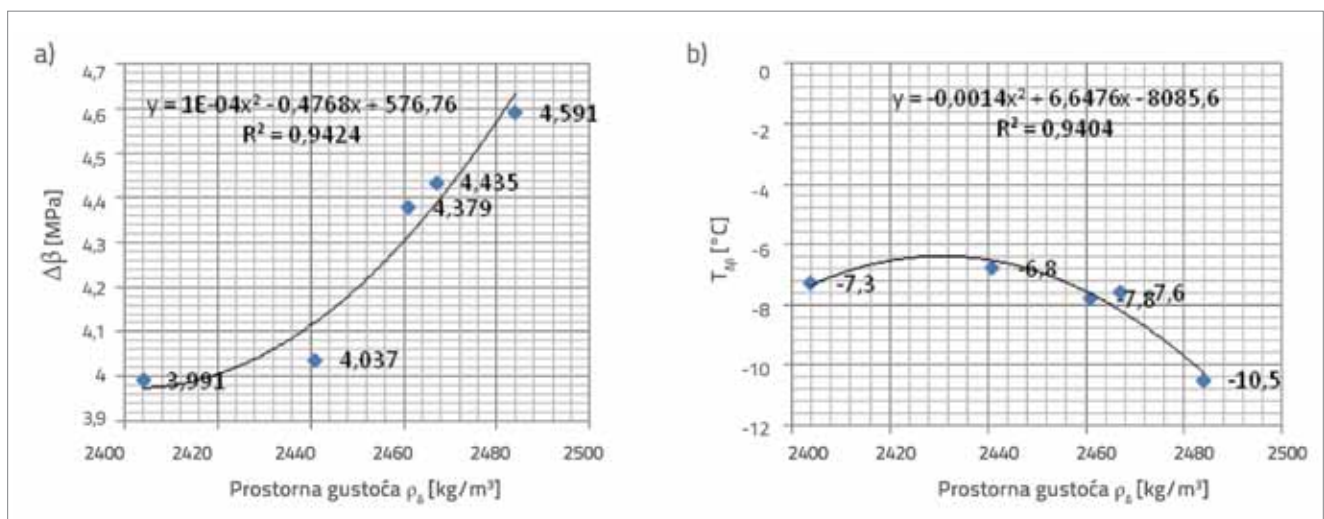 a)
4,7
4,6
4,5
4,4
4,3
4,2
4,1
4
3,9
Δβ [MPa]
y = 1E-04x² - 0,4768x + 576,76
R² = 0,9424
4,591
4,435
4,379
4,037
3,991
2400 2420 2440 2460 2480 2500
Prostorna gustoća ρ [kg/m³]
b)
0
-2
-4
-6
-8
-10
-12
T [°C]
y = -0,0014x² + 6,6476x - 8085,6
R² = 0,9404
-7,3
-6,8
-7,8
-7,6
-10,5
2400 2420 2440 2460 2480 2500
Prostorna gustoća ρ [kg/m³]